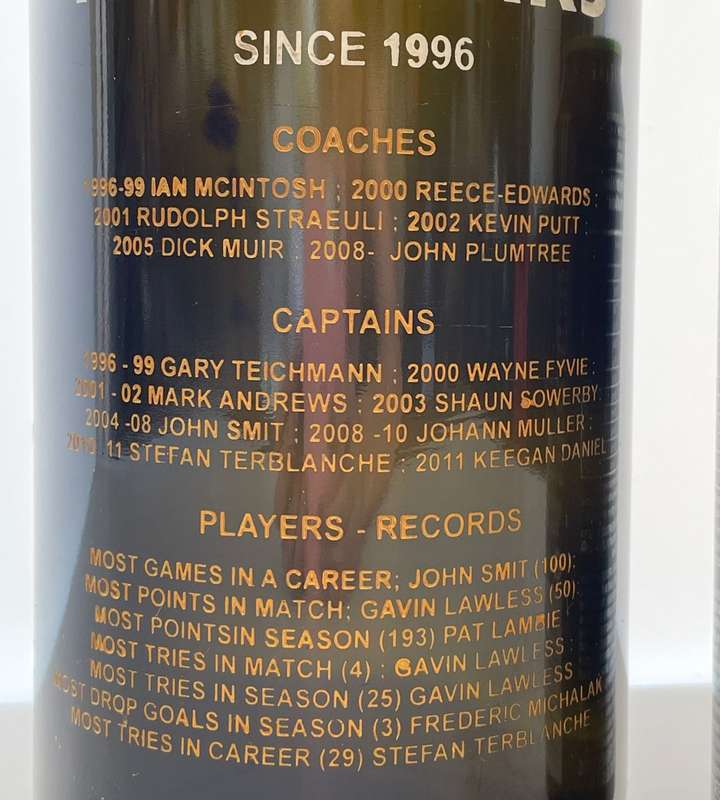 SINCE 1996
COACHES
1996-99 IAN MCINTOSH ; 2000 REECE-EDWARDS :
2001 RUDOLPH STRAEULI ; 2002 KEVIN PUTT :
2005 DICK MUIR : 2008- JOHN PLUMTREE
CAPTAINS
1996 - 99 GARY TEICHMANN ; 2000 WAYNE FYVIE :
2001 - 02 MARK ANDREWS ; 2003 SHAUN SOWERBY:
2004 -08 JOHN SMIT ; 2008 -10 JOHANN MULLER :
2010 11 STEFAN TERBLANCHE ; 2011 KEEGAN DANIEL
PLAYERS - RECORDS
MOST GAMES IN A CAREER; JOHN SMIT (100);
MOST POINTS IN MATCH; GAVIN LAWLESS (50);
MOST POINTSIN SEASON (193) PAT LAMBIE
MOST TRIES IN MATCH (4) ; GAVIN LAWLESS ;
MOST TRIES IN SEASON (25) GAVIN LAWLESS
MOST DROP GOALS IN SEASON (3) FREDERIC MICHALAK
MOST TRIES IN CAREER (29) STEFAN TERBLANCHE